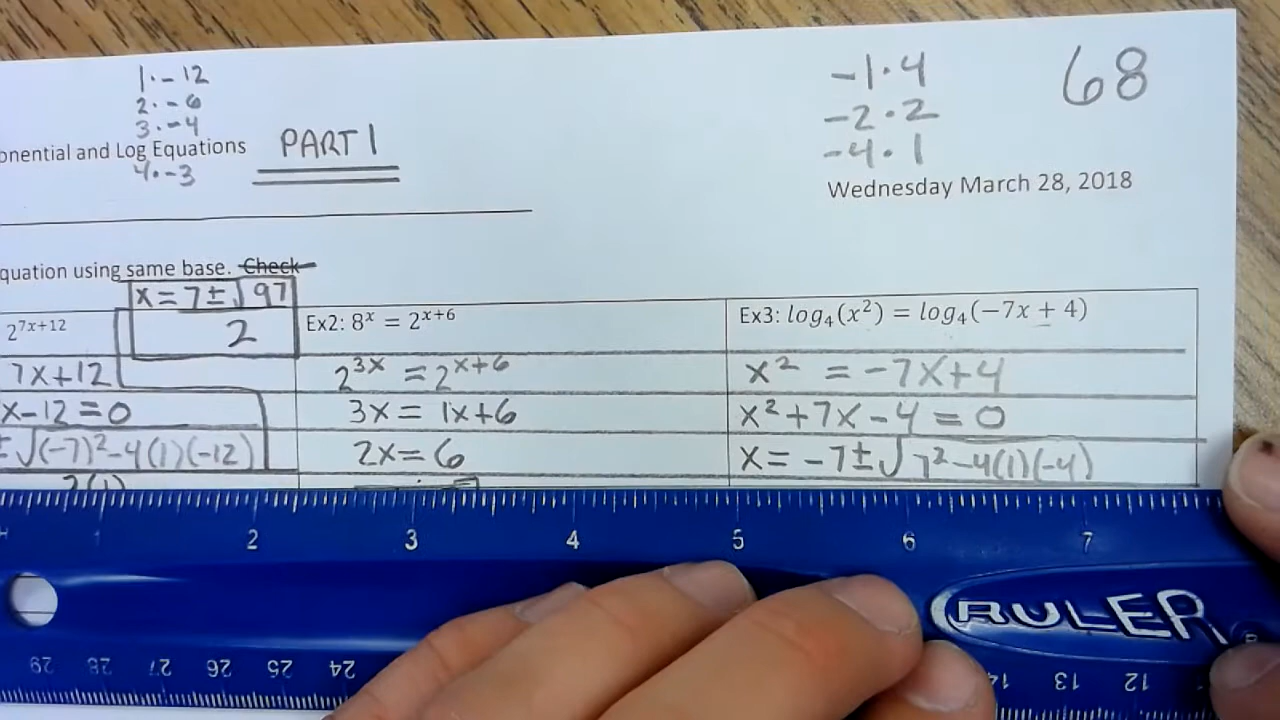 1·-12
2·-6
3·-4
4·-3
-1·4
-2·2
-4·1
68
onential and Log Equations PART 1
Wednesday March 28, 2018
quation using same base. Check
x = 7 ± √97
2
2^{7x+12}
7x+12
x-12=0
± √(-7)²-4(1)(-12)
2(1)
Ex2: 8^x = 2^{x+6}
2^{3x} = 2^{x+6}
3x = 1x+6
2x=6
Ex3: log₄(x²) = log₄(−7x + 4)
x² = -7x+4
x²+7x-4=0
x= -7±√7²-4(1)(-4)
2 3 4 5 6 7
RULER
29 28 27 26 25 24 14 13 12